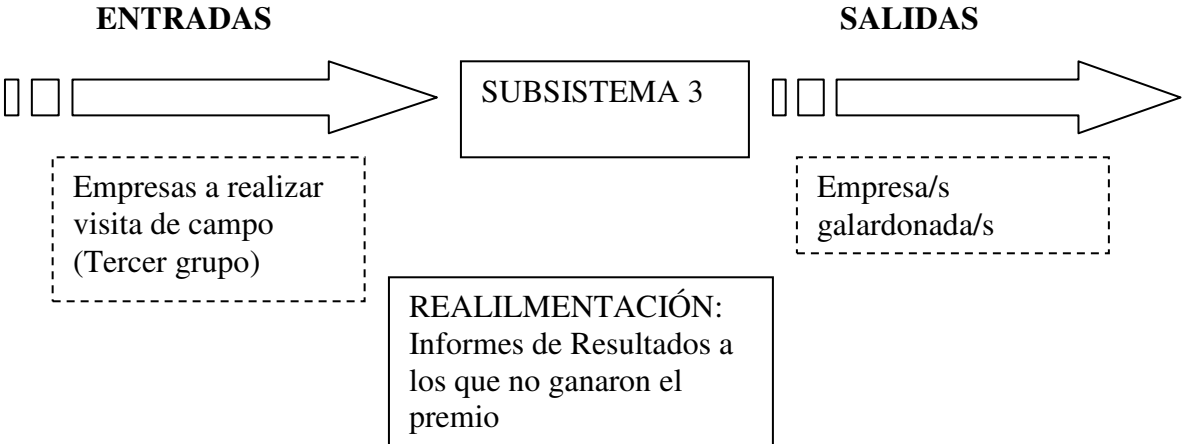 ENTRADAS
SALIDAS
SUBSISTEMA 3
Empresas a realizar
visita de campo
(Tercer grupo)
Empresa/s
galardonada/s
REALILMENTACIÓN:
Informes de Resultados a
los que no ganaron el
premio